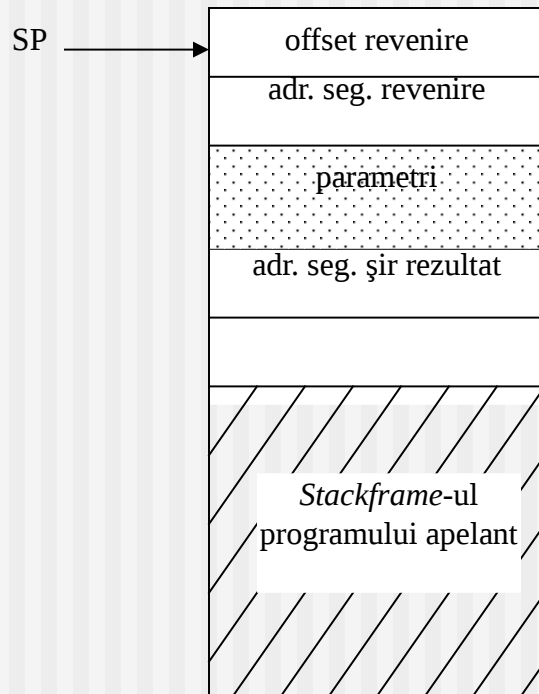 SP
offset revenire
adr. seg. revenire
parametri
adr. seg. şir rezultat
Stackframe-ul
programului apelant